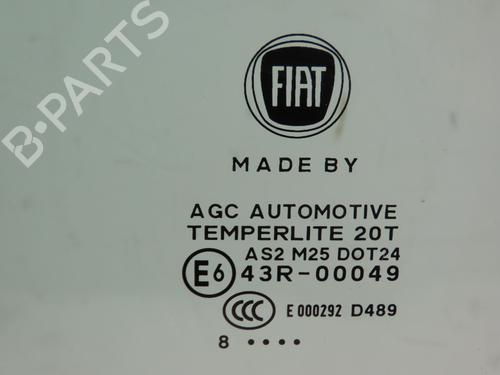 B-PARTS
FIAT
MADE BY
AGC AUTOMOTIVE
TEMPERLITE 20T
AS2 M25 DOT24
E6 43R-00049
CCC E 000292 D489
8 ••••